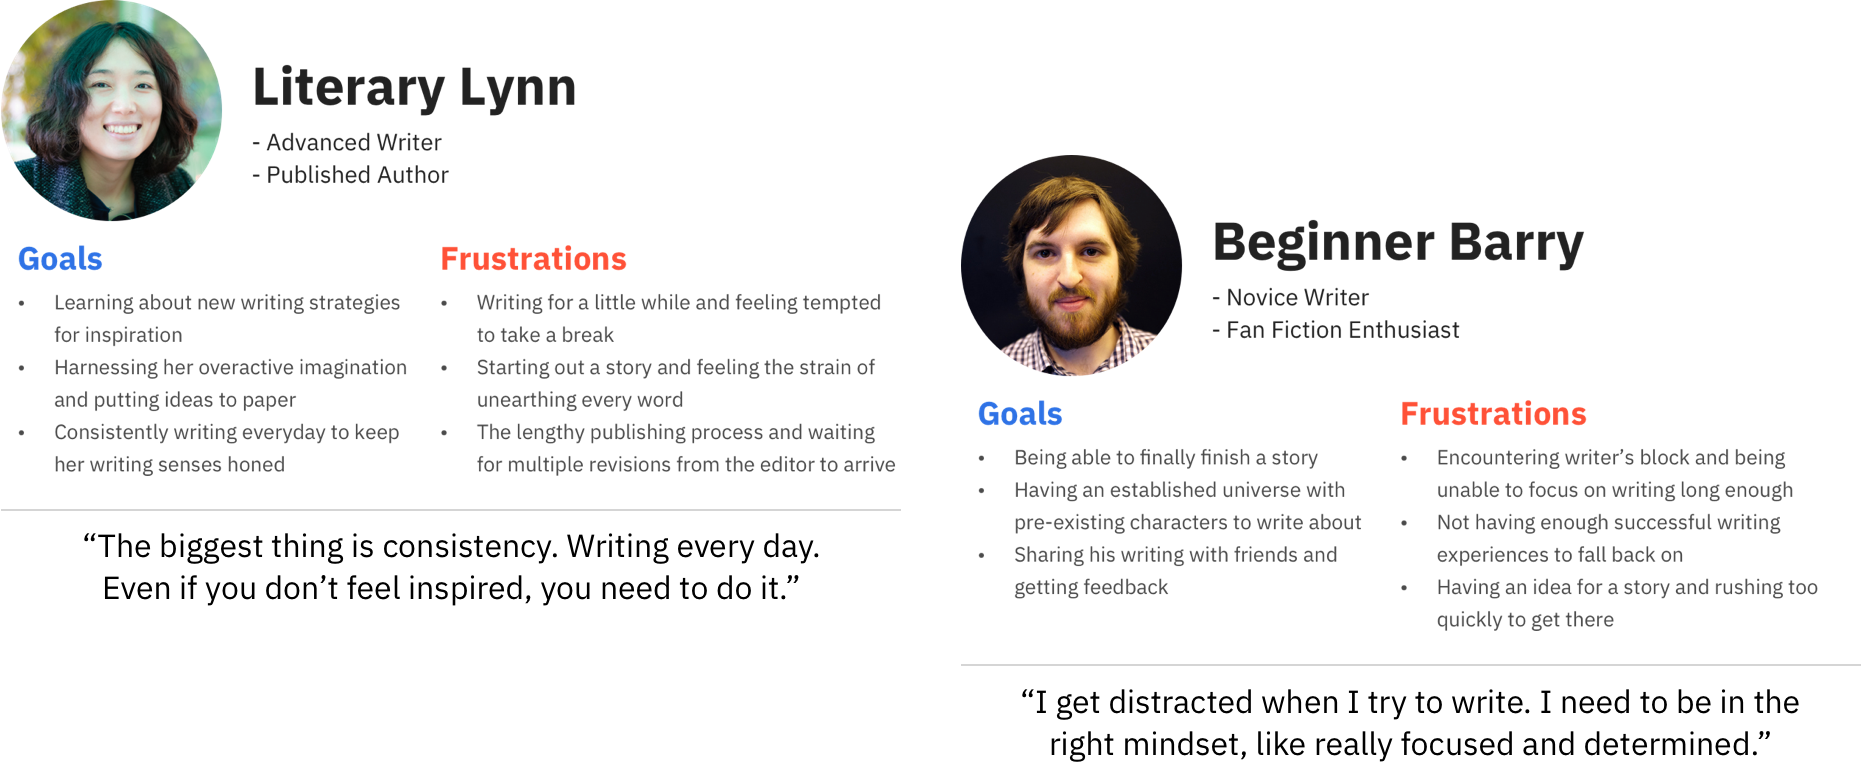 Literary Lynn
- Advanced Writer
- Published Author
Goals
• Learning about new writing strategies
for inspiration
• Harnessing her overactive imagination
and putting ideas to paper
• Consistently writing everyday to keep
her writing senses honed
Frustrations
• Writing for a little while and feeling tempted
to take a break
• Starting out a story and feeling the strain of
unearthing every word
• The lengthy publishing process and waiting
for multiple revisions from the editor to arrive
“The biggest thing is consistency. Writing every day.
Even if you don’t feel inspired, you need to do it.”
Beginner Barry
- Novice Writer
- Fan Fiction Enthusiast
Goals
• Being able to finally finish a story
• Having an established universe with
pre-existing characters to write about
• Sharing his writing with friends and
getting feedback
Frustrations
• Encountering writer’s block and being
unable to focus on writing long enough
• Not having enough successful writing
experiences to fall back on
• Having an idea for a story and rushing too
quickly to get there
“I get distracted when I try to write. I need to be in the
right mindset, like really focused and determined.”